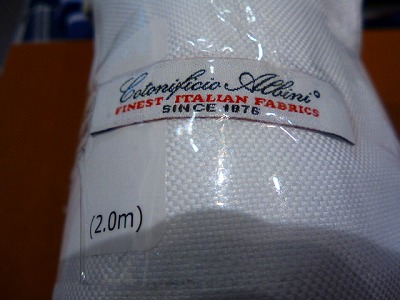 Cotonificio Albini
FINEST ITALIAN FABRICS
SINCE 1876
(2.0m)